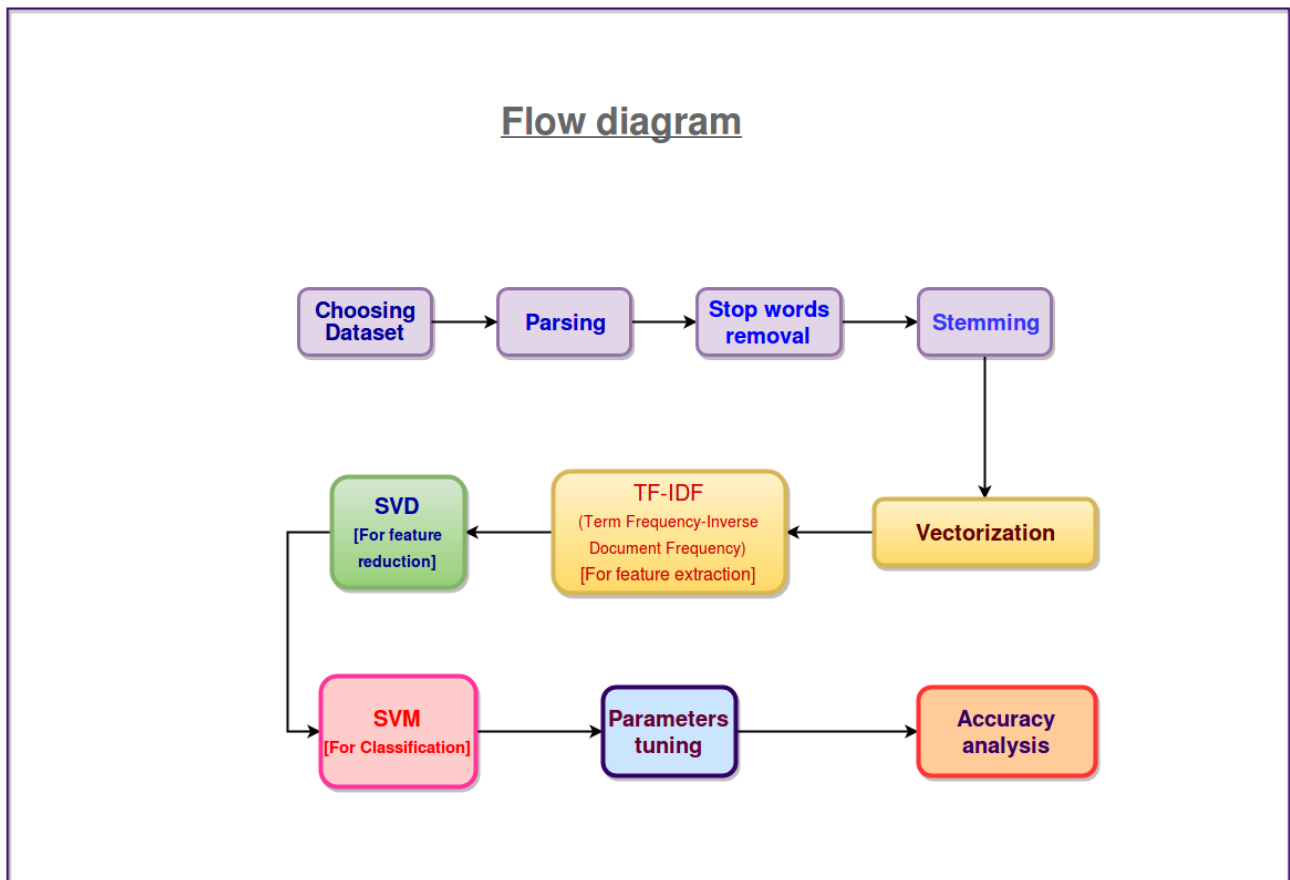 Flow diagram
Choosing
Dataset
Parsing
Stop words
removal
Stemming
SVD
[For feature
reduction]
TF-IDF
(Term Frequency-Inverse
Document Frequency)
[For feature extraction]
Vectorization
SVM
[For Classification]
Parameters
tuning
Accuracy
analysis